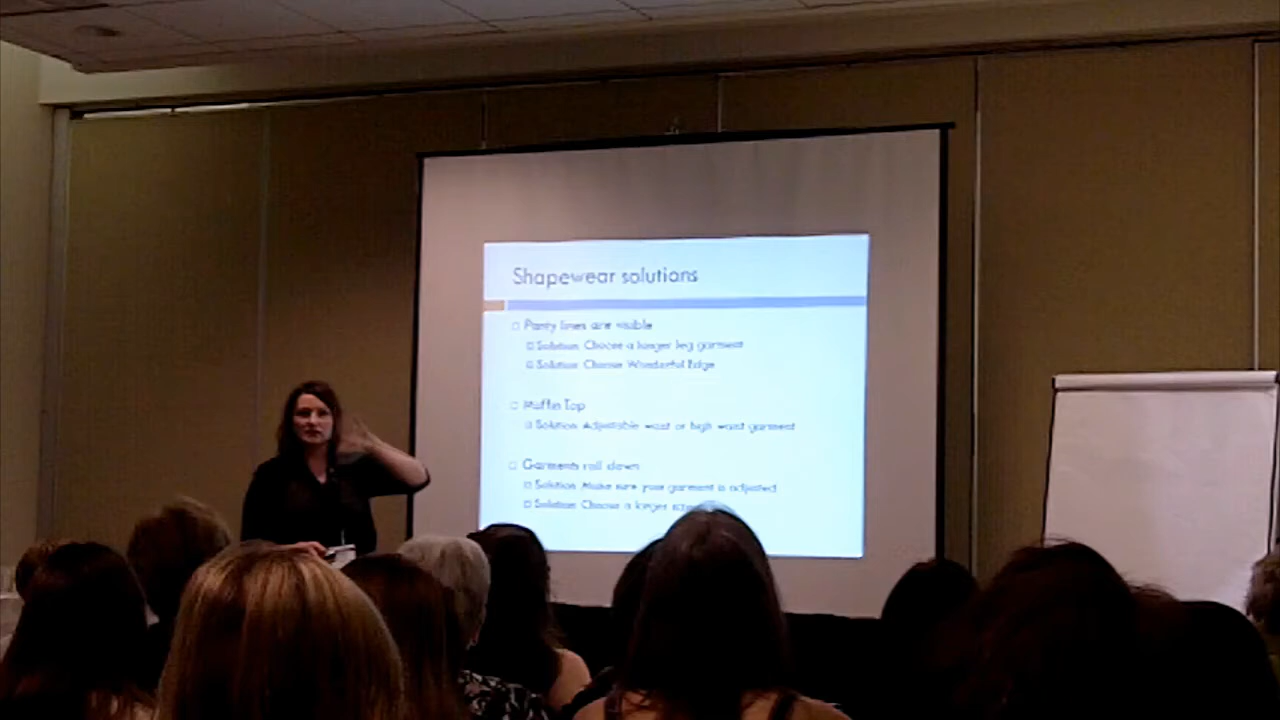 Shapewear solutions
Panty lines are visible
Solution: Choose a longer leg garment
Solution: Choose Wonderful Edge
Muffin Top
Solution: Adjustable waist or high waist garment
Garments roll down
Solution: Make sure your garment is adjusted
Solution: Choose a longer